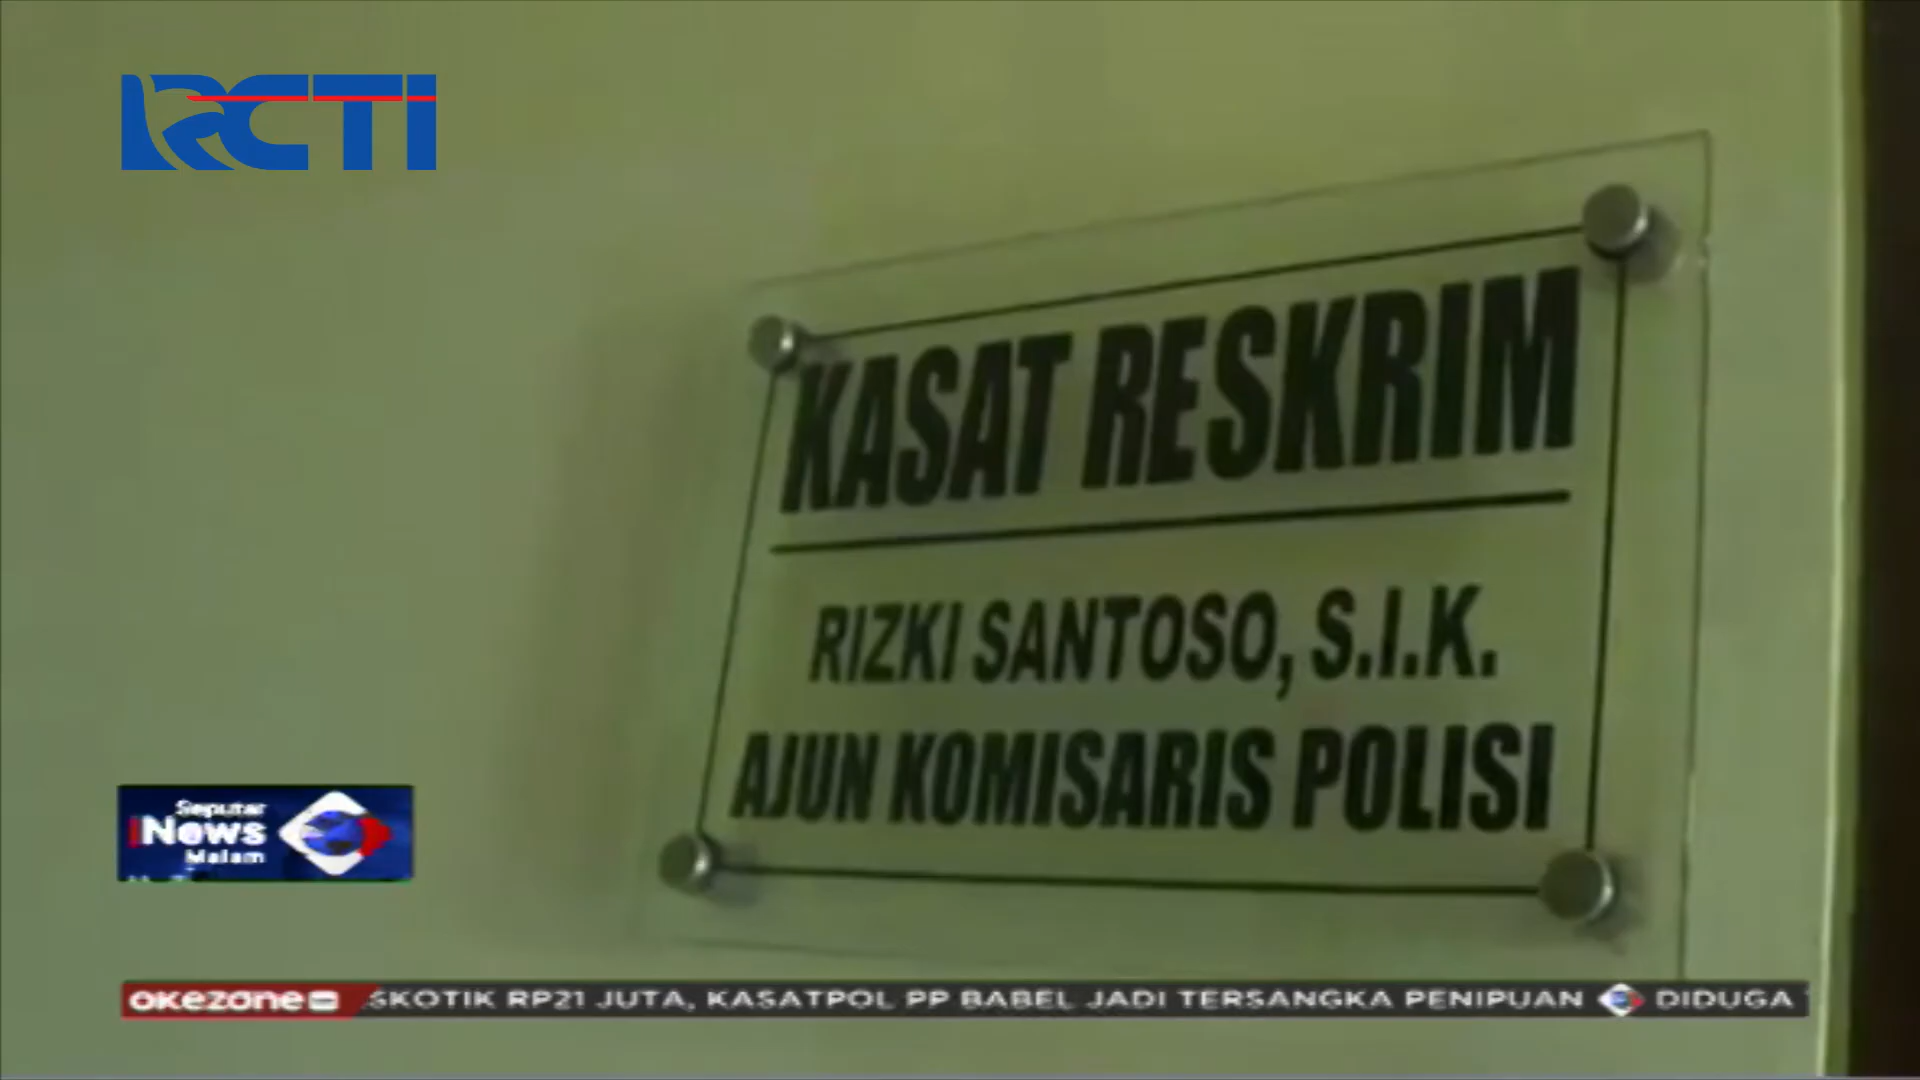 RCTI
KASAT RESKRIM
RIZKI SANTOSO, S.I.K.
AJUN KOMISARIS POLISI
Seputar
iNews
Malam
okezone
SKOTIK RP21 JUTA, KASATPOL PP BABEL JADI TERSANGKA PENIPUAN DIDUGA